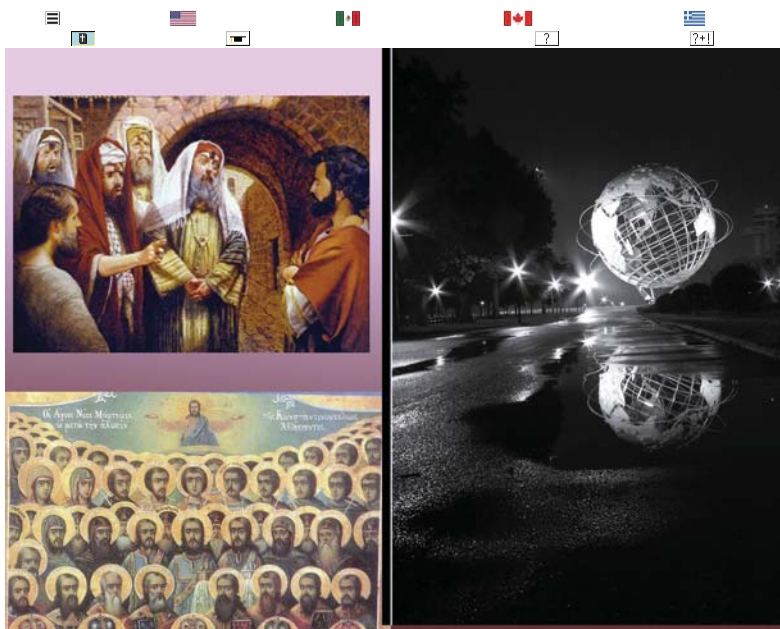 ? ?+!
Οἱ Ἅγιοι Νέοι Μάρτυρες
οἱ μετὰ τὴν ἅλωσιν
τῆς Κωνσταντινουπόλεως
Ἀθλήσαντες.